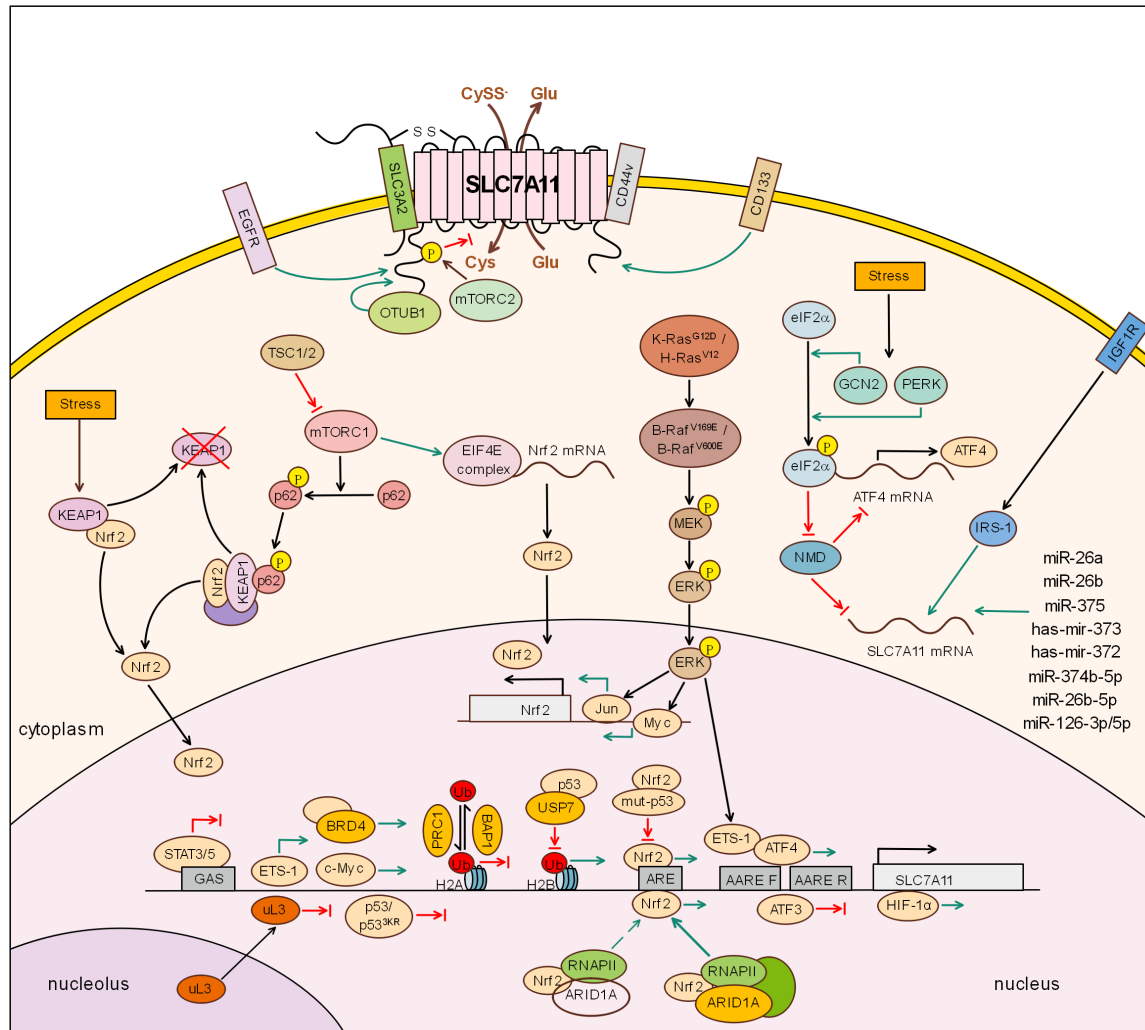 CySS-
Glu
S S
SLC3A2
SLC7A11
CD44v
CD133
EGFR
P
Cys
Glu
mTORC2
OTUB1
Stress
IGF1R
eIF2α
K-RasG12D /
H-RasV12
TSC1/2
GCN2
PERK
Stress
mTORC1
B-RafV169E /
B-RafV600E
KEAP1
EIF4E
complex
Nrf2 mRNA
P
eIF2α
ATF4
ATF4 mRNA
P
p62
p62
KEAP1
Nrf2
P
MEK
IRS-1
Nrf2
NMD
P
Nrf2
KEAP1
p62
P
ERK
miR-26a
miR-26b
miR-375
has-mir-373
has-mir-372
miR-374b-5p
miR-26b-5p
miR-126-3p/5p
SLC7A11 mRNA
Nrf2
Nrf2
P
ERK
Nrf2
Jun
Myc
cytoplasm
Nrf2
Ub
p53
USP7
Nrf2
mut-p53
BRD4
PRC1
BAP1
STAT3/5
ETS-1
c-Myc
Ub
Ub
Nrf2
ETS-1
ATF4
GAS
H2A
H2B
ARE
AARE F
AARE R
SLC7A11
uL3
p53/
p533KR
Nrf2
ATF3
HIF-1α
nucleolus
uL3
RNAPII
Nrf2
ARID1A
RNAPII
Nrf2
ARID1A
nucleus